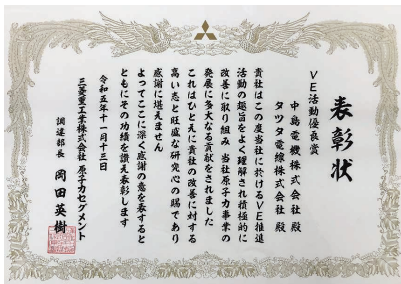 表彰状
VE活動優良賞
中島電機株式会社 殿
タツタ電線株式会社 殿
貴社はこの度当社に於けるVE推進
活動の趣旨をよく理解され積極的に
改善に取り組み 当社原子力事業の
発展に多大なる貢献をされました
これはひとえに貴社の改善に対する
高い志と旺盛な研究心の賜であり
感謝に堪えません
よってここに深く感謝の意を表すると
ともにその功績を讃え表彰します
令和五年十一月十三日
三菱重工業株式会社 原子力セグメント
調達部長 岡田英樹